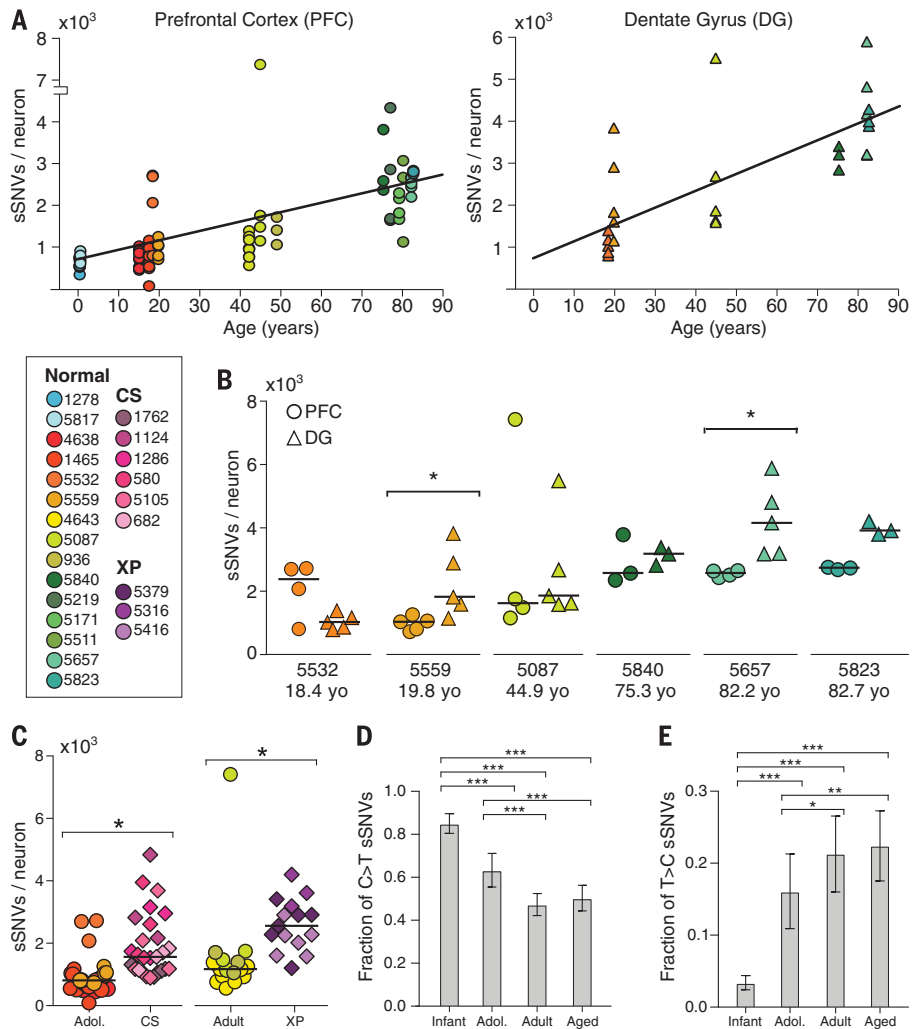 A
Prefrontal Cortex (PFC)
x10³
8
7
4
3
2
1
sSNVs / neuron
0 10 20 30 40 50 60 70 80 90
Age (years)
Dentate Gyrus (DG)
x10³
6
5
4
3
2
1
sSNVs / neuron
0 10 20 30 40 50 60 70 80 90
Age (years)
Normal
1278
5817
4638
1465
5532
5559
4643
5087
936
5840
5219
5171
5511
5657
5823
CS
1762
1124
1286
580
5105
682
XP
5379
5316
5416
B
x10³
PFC
DG
8
6
4
2
0
sSNVs / neuron
*
*
5532 5559 5087 5840 5657 5823
18.4 yo 19.8 yo 44.9 yo 75.3 yo 82.2 yo 82.7 yo
C
x10³
8
6
4
2
0
sSNVs / neuron
*
*
Adol. CS Adult XP
D
***
***
***
***
***
1.0
0.8
0.6
0.4
0.2
0.0
Fraction of C>T sSNVs
Infant Adol. Adult Aged
E
***
***
***
**
*
0.3
0.2
0.1
0.0
Fraction of T>C sSNVs
Infant Adol. Adult Aged